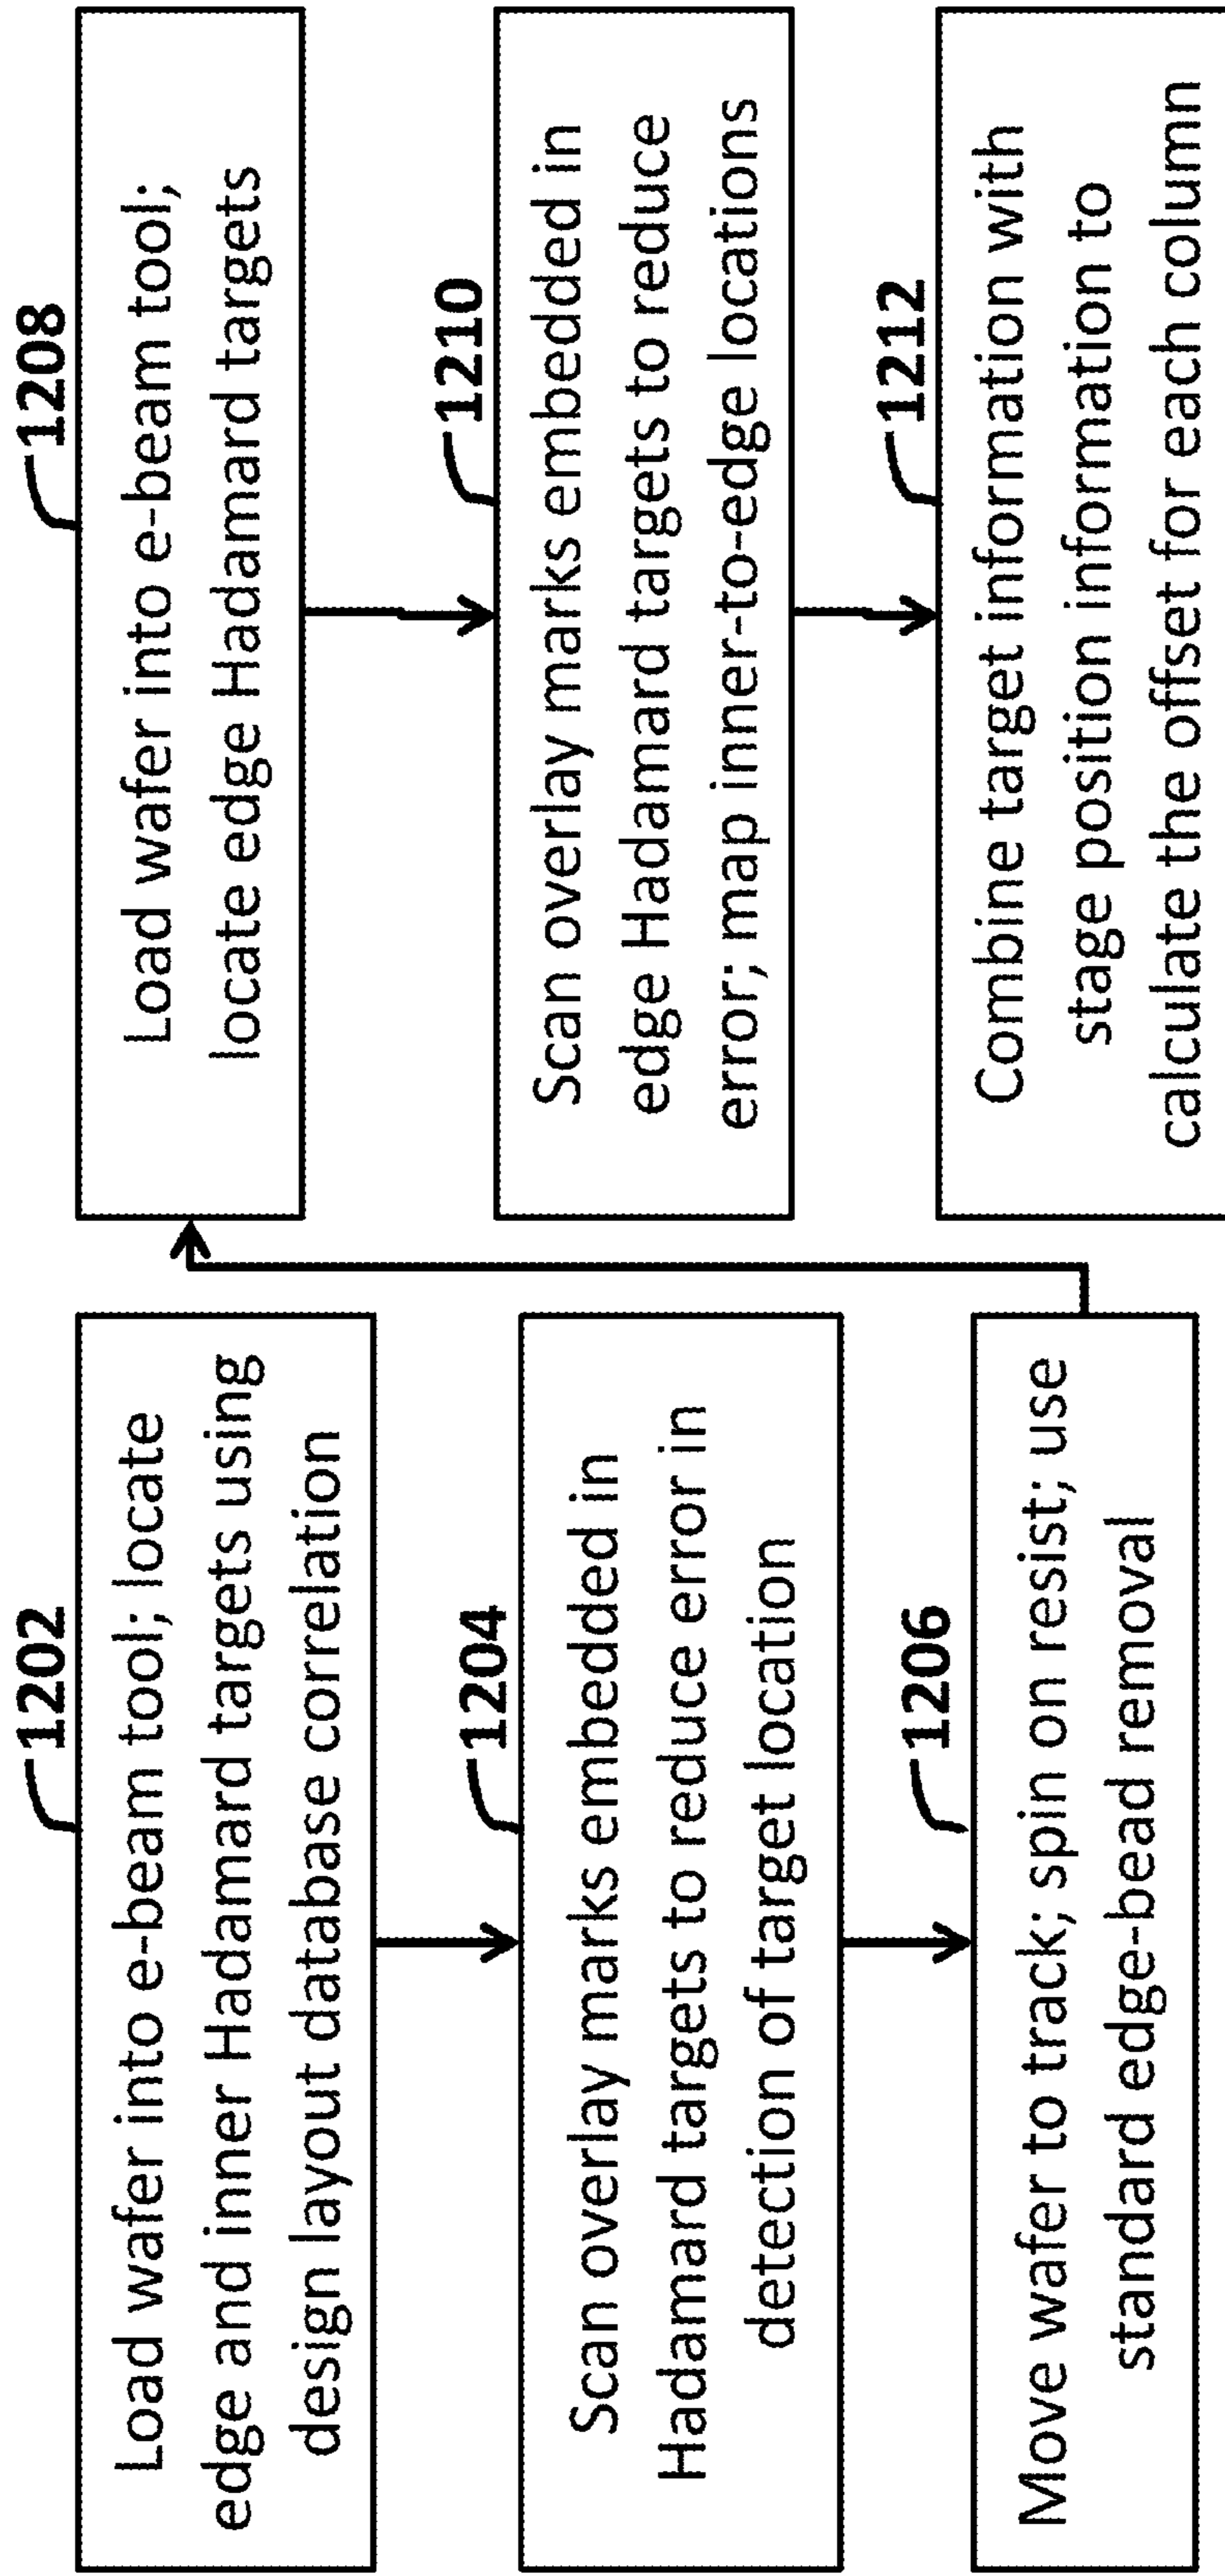 1202
Load wafer into e-beam tool; locate
edge and inner Hadamard targets using
design layout database correlation
1204
Scan overlay marks embedded in
Hadamard targets to reduce error in
detection of target location
1206
Move wafer to track; spin on resist; use
standard edge-bead removal
1208
Load wafer into e-beam tool;
locate edge Hadamard targets
1210
Scan overlay marks embedded in
edge Hadamard targets to reduce
error; map inner-to-edge locations
1212
Combine target information with
stage position information to
calculate the offset for each column